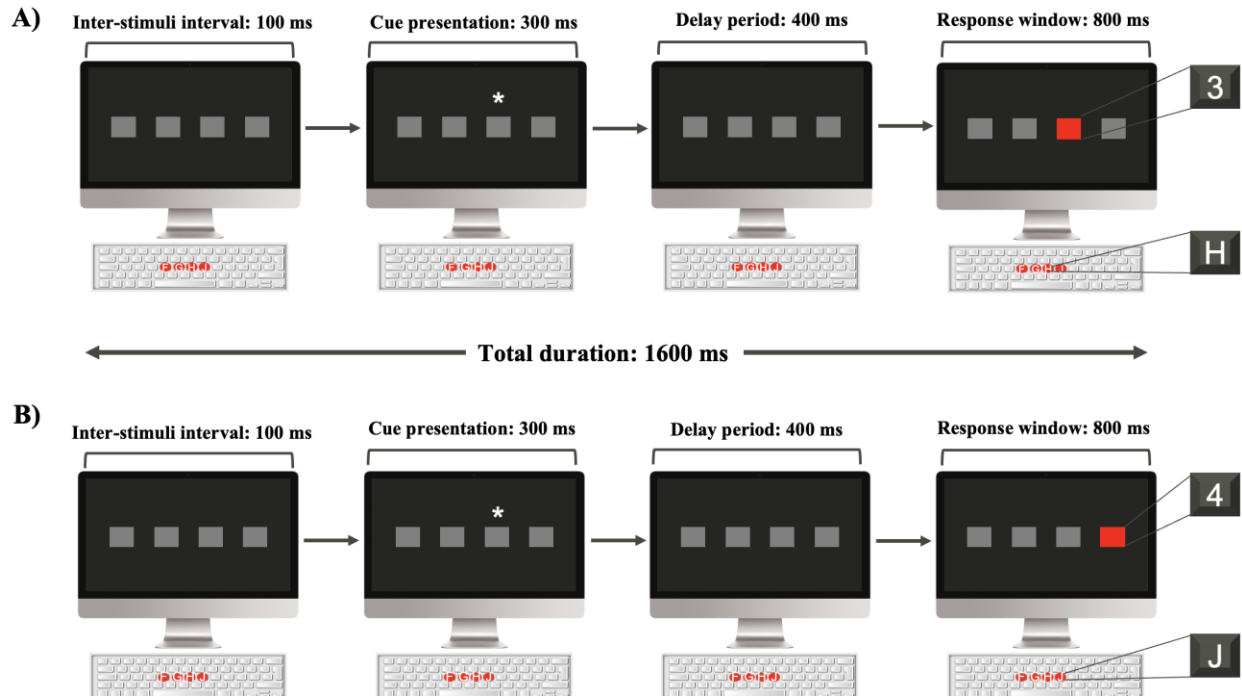 A)
Inter-stimuli interval: 100 ms Cue presentation: 300 ms Delay period: 400 ms Response window: 800 ms
*
3
F G H J F G H J F G H J F G H J
H
Total duration: 1600 ms
B)
Inter-stimuli interval: 100 ms Cue presentation: 300 ms Delay period: 400 ms Response window: 800 ms
*
4
F G H J F G H J F G H J F G H J
J